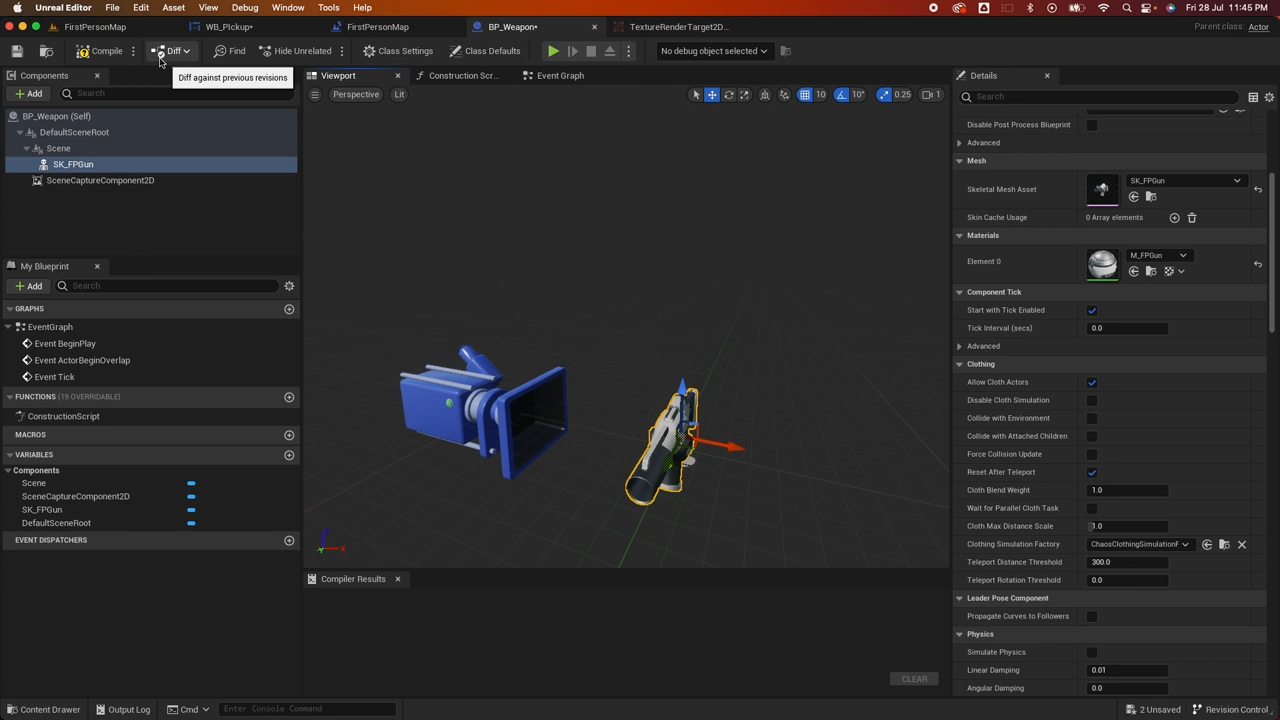 Unreal Editor File Edit Asset View Debug Window Tools Help Fri 28 Jul 11:45 PM
FirstPersonMap WB_PIckup* FirstPersonMap BP_Weapon* TextureRenderTarget2D... Parent class: Actor
Compile Diff Find Hide Unrelated Class Settings Class Defaults No debug object selected
Diff against previous revisions
Components
Add Search
BP_Weapon (Self)
DefaultSceneRoot
Scene
SK_FPGun
SceneCaptureComponent2D
My Blueprint
Add Search
GRAPHS
EventGraph
Event BeginPlay
Event ActorBeginOverlap
Event Tick
FUNCTIONS (19 OVERRIDABLE)
ConstructionScript
MACROS
VARIABLES
Components
Scene
SceneCaptureComponent2D
SK_FPGun
DefaultSceneRoot
EVENT DISPATCHERS
Viewport Construction Scr... Event Graph
Perspective Lit 10 10° 0.25 1
Z X Y
Compiler Results
CLEAR
Details
Search
Disable Post Process Blueprint
Advanced
Mesh
Skeletal Mesh Asset SK_FPGun
Skin Cache Usage 0 Array elements
Materials
Element 0 M_FPGun
Component Tick
Start with Tick Enabled
Tick Interval (secs) 0.0
Advanced
Clothing
Allow Cloth Actors
Disable Cloth Simulation
Collide with Environment
Collide with Attached Children
Force Collision Update
Reset After Teleport
Cloth Blend Weight 1.0
Wait for Parallel Cloth Task
Cloth Max Distance Scale 1.0
Clothing Simulation Factory ChaosClothingSimulationF
Teleport Distance Threshold 300.0
Teleport Rotation Threshold 0.0
Leader Pose Component
Propagate Curves to Followers
Physics
Simulate Physics
Linear Damping 0.01
Angular Damping 0.0
Content Drawer Output Log Cmd Enter Console Command 2 Unsaved Revision Control